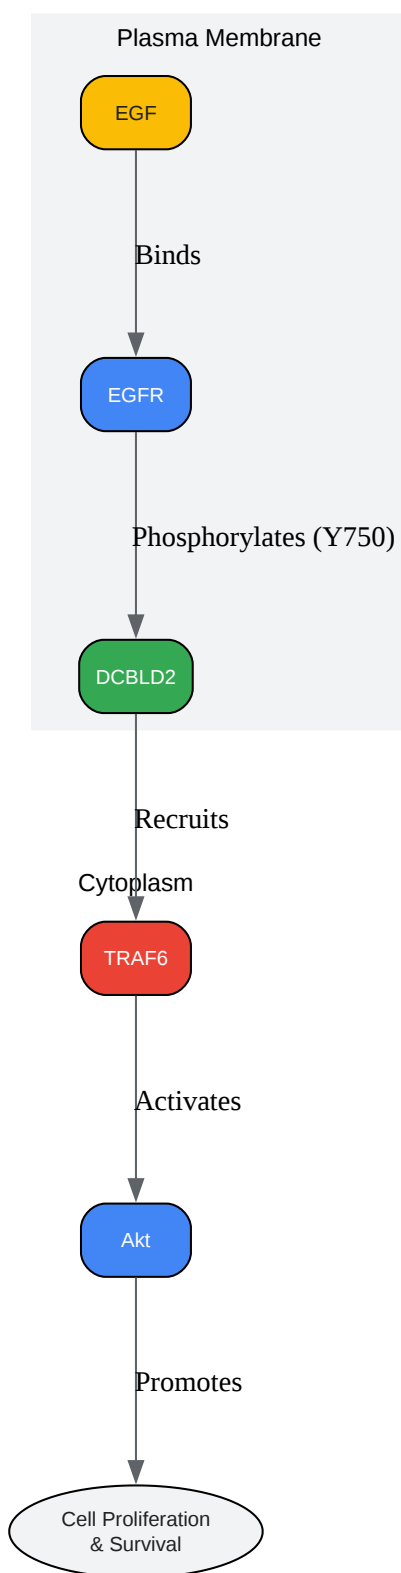 Plasma Membrane
EGF
Binds
EGFR
Phosphorylates (Y750)
DCBLD2
Recruits
Cytoplasm
TRAF6
Activates
Akt
Promotes
Cell Proliferation
& Survival